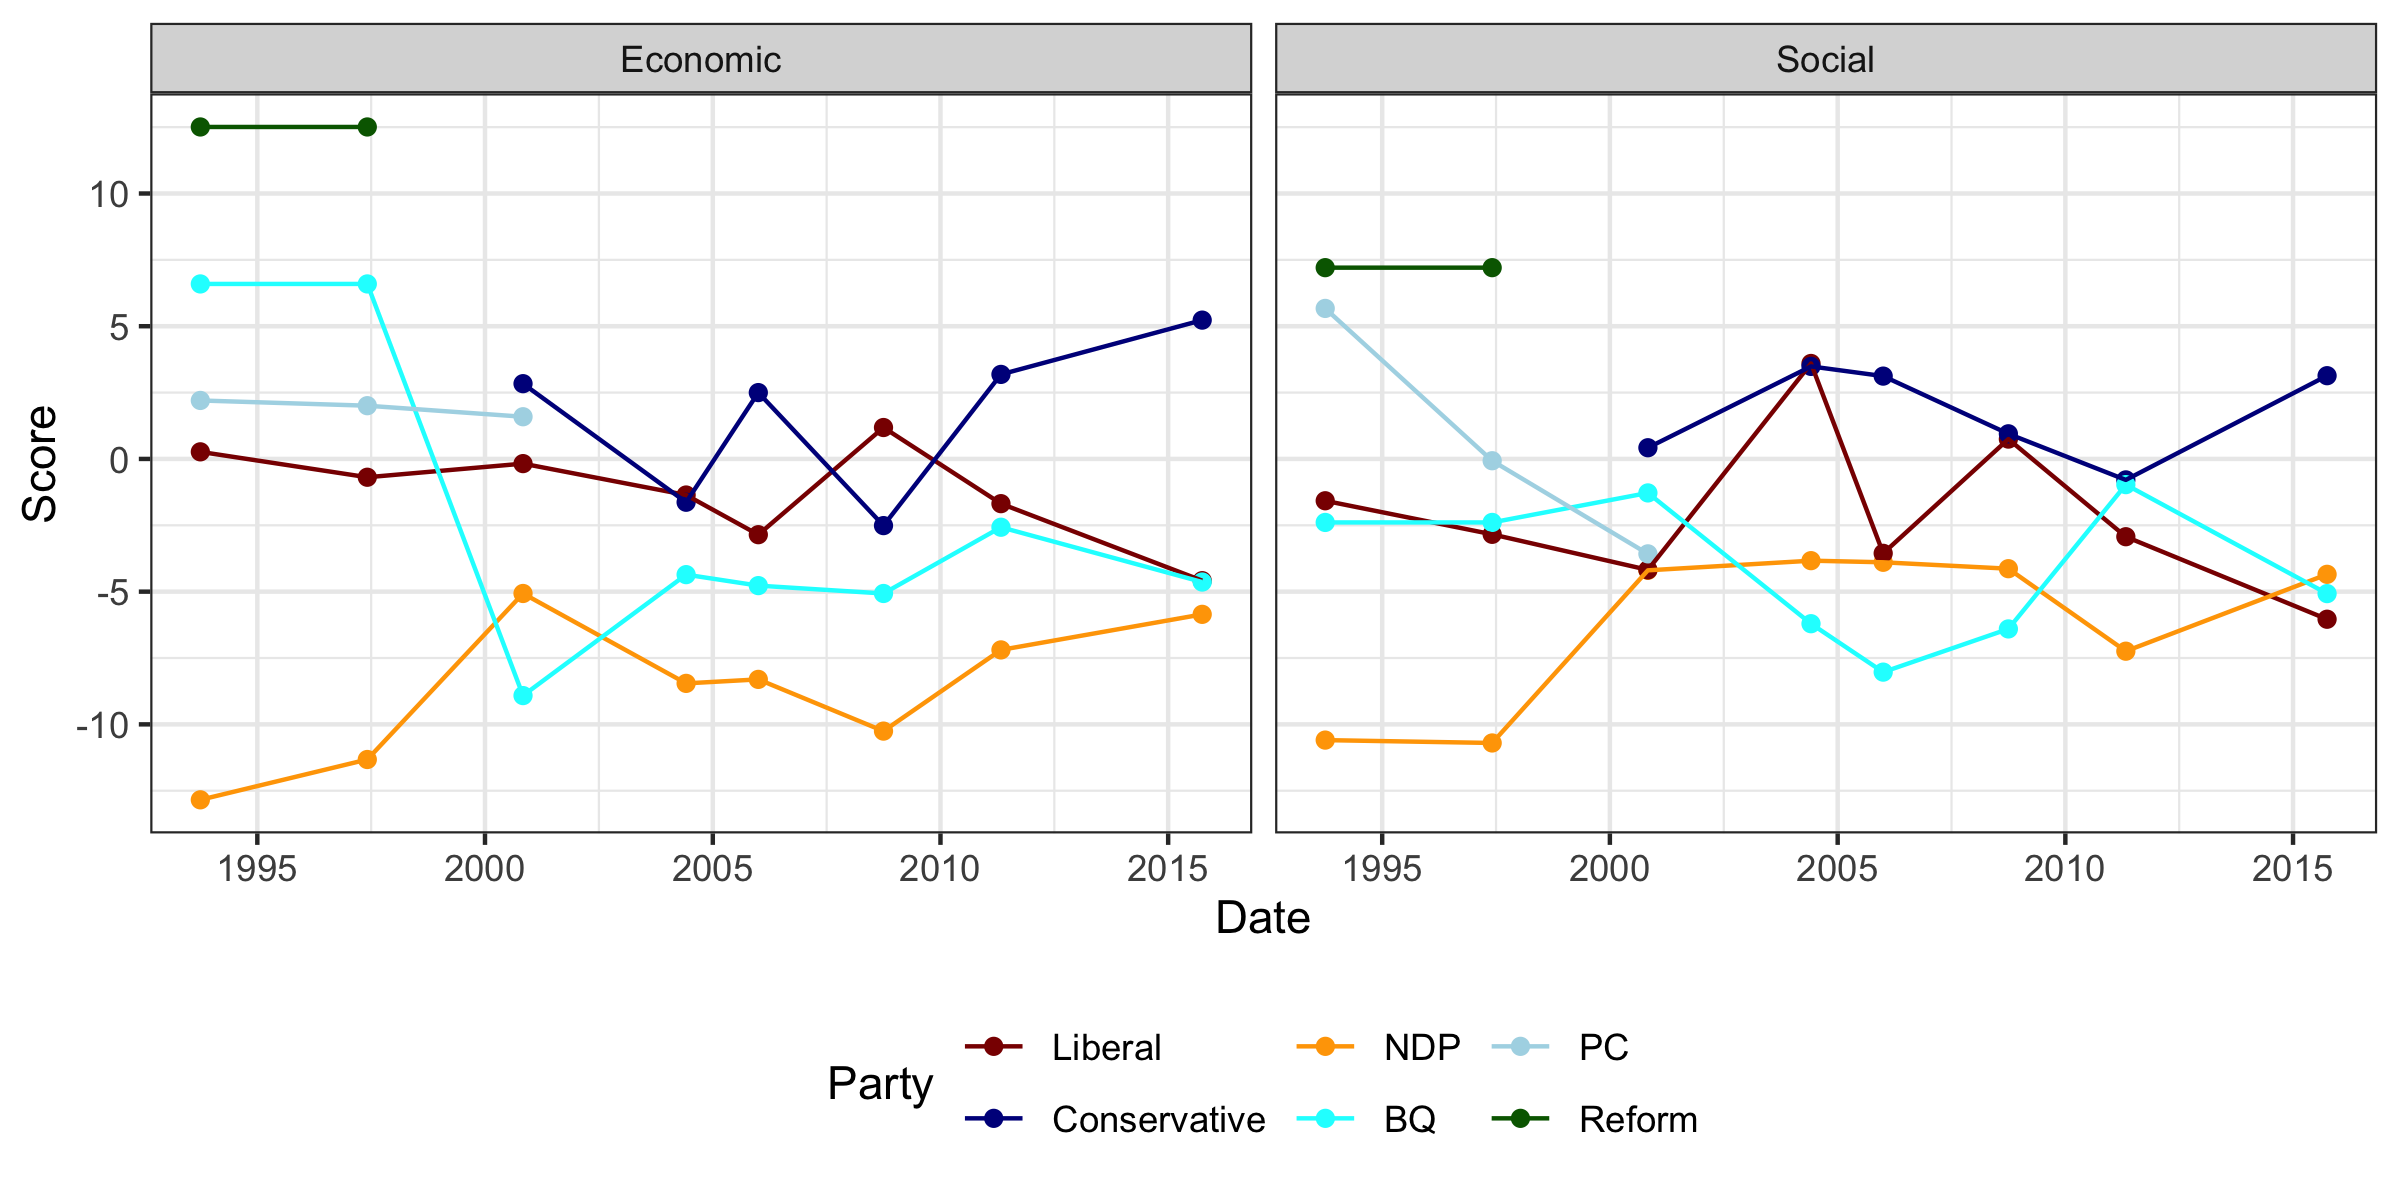 Economic
Social
10
5
0
-5
-10
Score
1995 2000 2005 2010 2015
1995 2000 2005 2010 2015
Date
Party
Liberal NDP PC
Conservative BQ Reform